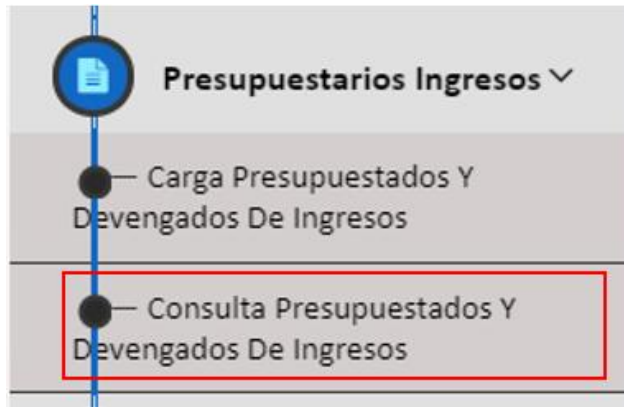 Presupuestarios Ingresos
Carga Presupuestados Y
Devengados De Ingresos
Consulta Presupuestados Y
Devengados De Ingresos